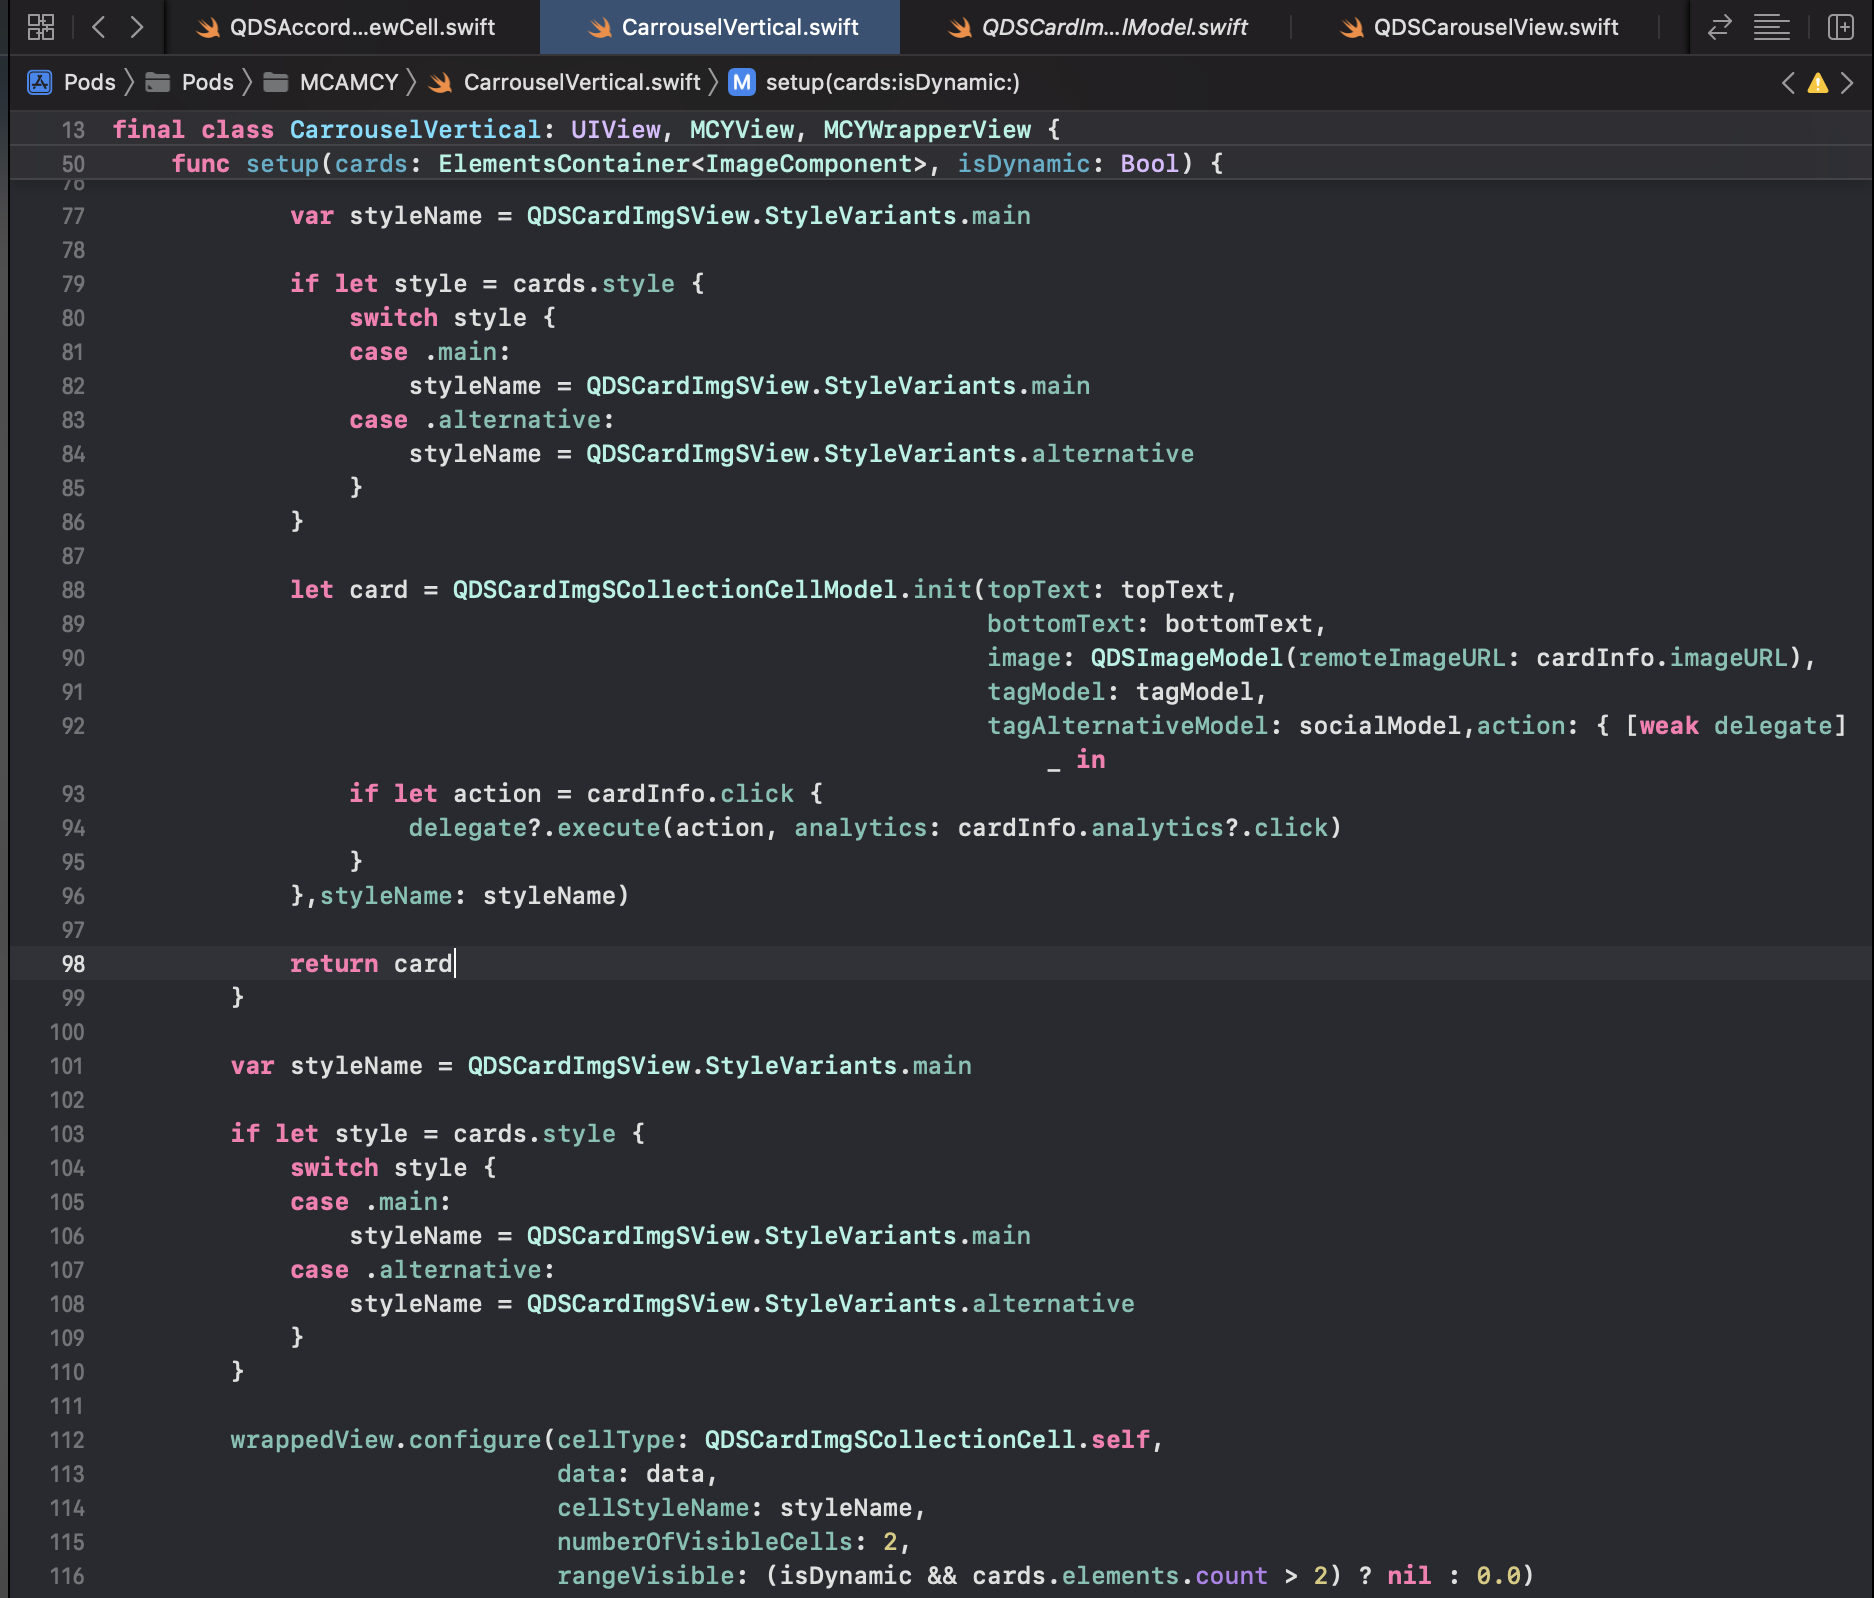 QDSAccord...ewCell.swift
CarrouselVertical.swift
QDSCardIm...lModel.swift
QDSCarouselView.swift
Pods 〉 Pods 〉 MCAMCY 〉 CarrouselVertical.swift 〉 M setup(cards:isDynamic:)
13 final class CarrouselVertical: UIView, MCYView, MCYWrapperView {
50 func setup(cards: ElementsContainer<ImageComponent>, isDynamic: Bool) {
76
77 var styleName = QDSCardImgSView.StyleVariants.main
78
79 if let style = cards.style {
80 switch style {
81 case .main:
82 styleName = QDSCardImgSView.StyleVariants.main
83 case .alternative:
84 styleName = QDSCardImgSView.StyleVariants.alternative
85 }
86 }
87
88 let card = QDSCardImgSCollectionCellModel.init(topText: topText,
89 bottomText: bottomText,
90 image: QDSImageModel(remoteImageURL: cardInfo.imageURL),
91 tagModel: tagModel,
92 tagAlternativeModel: socialModel,action: { [weak delegate]
_ in
93 if let action = cardInfo.click {
94 delegate?.execute(action, analytics: cardInfo.analytics?.click)
95 }
96 },styleName: styleName)
97
98 return card
99 }
100
101 var styleName = QDSCardImgSView.StyleVariants.main
102
103 if let style = cards.style {
104 switch style {
105 case .main:
106 styleName = QDSCardImgSView.StyleVariants.main
107 case .alternative:
108 styleName = QDSCardImgSView.StyleVariants.alternative
109 }
110 }
111
112 wrappedView.configure(cellType: QDSCardImgSCollectionCell.self,
113 data: data,
114 cellStyleName: styleName,
115 numberOfVisibleCells: 2,
116 rangeVisible: (isDynamic && cards.elements.count > 2) ? nil : 0.0)